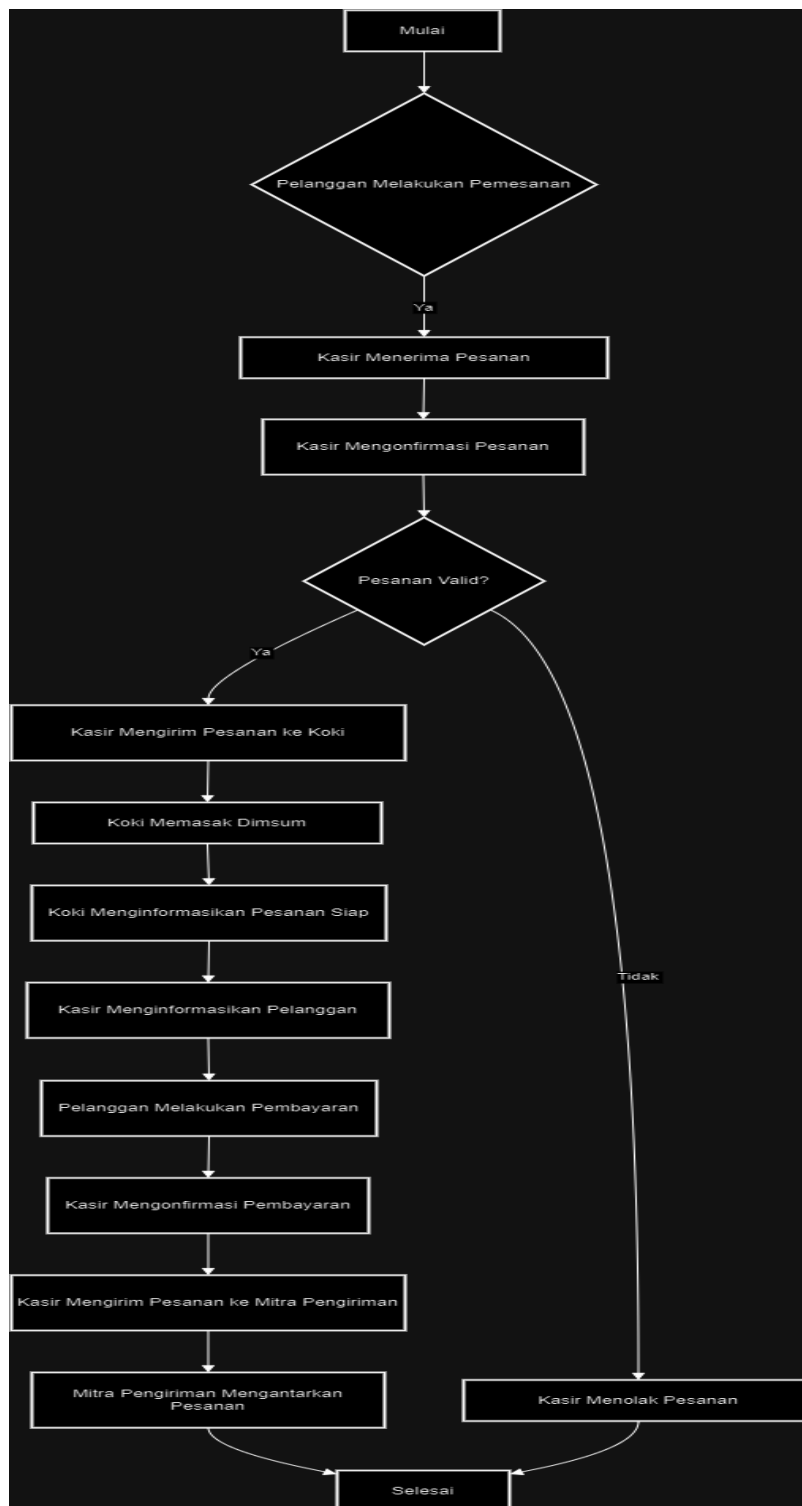 Mulai
Pelanggan Melakukan Pemesanan
Ya
Kasir Menerima Pesanan
Kasir Mengonfirmasi Pesanan
Pesanan Valid?
Ya
Kasir Mengirim Pesanan ke Koki
Koki Memasak Dimsum
Koki Menginformasikan Pesanan Siap
Tidak
Kasir Menginformasikan Pelanggan
Pelanggan Melakukan Pembayaran
Kasir Mengonfirmasi Pembayaran
Kasir Mengirim Pesanan ke Mitra Pengiriman
Mitra Pengiriman Mengantarkan
Pesanan
Kasir Menolak Pesanan
Selesai